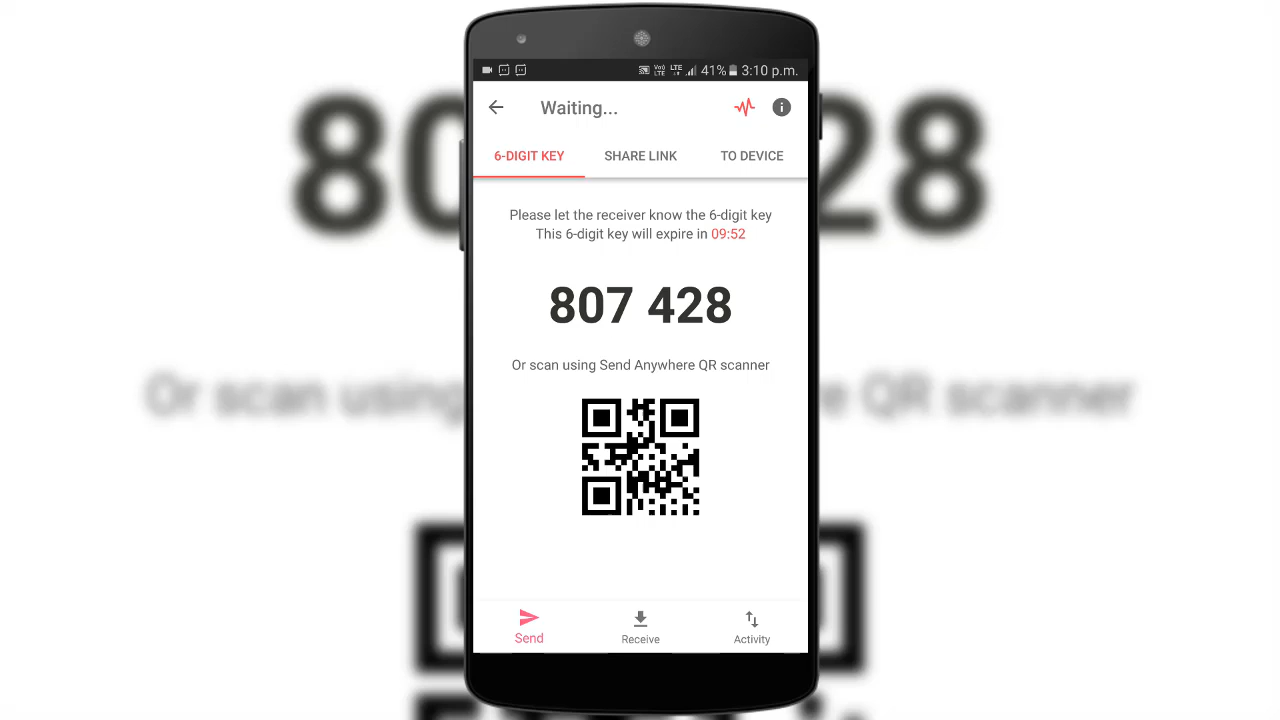 41% 3:10 p.m.
Waiting...
6-DIGIT KEY SHARE LINK TO DEVICE
Please let the receiver know the 6-digit key
This 6-digit key will expire in 09:52
807 428
Or scan using Send Anywhere QR scanner
Send Receive Activity